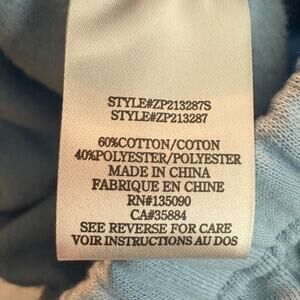 STYLE#ZP213287S
STYLE#ZP213287
60%COTTON/COTON
40%POLYESTER/POLYESTER
MADE IN CHINA
FABRIQUE EN CHINE
RN#135090
CA#35884
SEE REVERSE FOR CARE
VOIR INSTRUCTIONS AU DOS